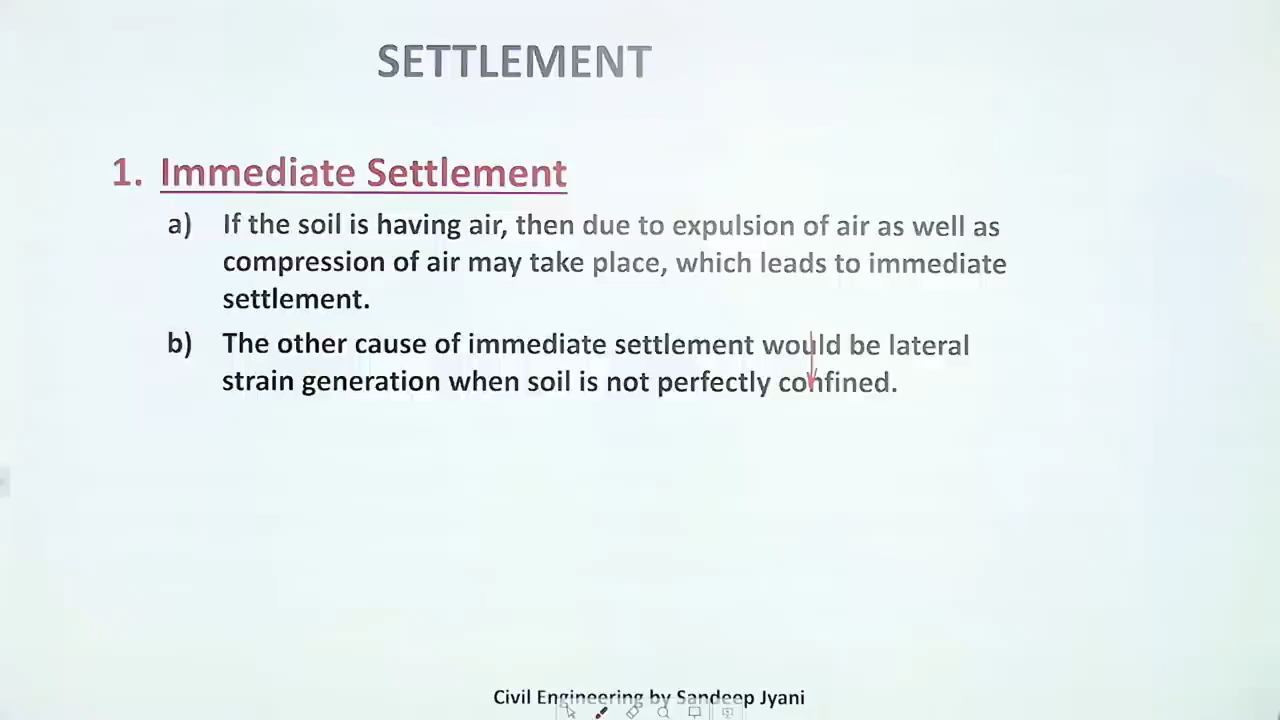 SETTLEMENT
1. Immediate Settlement
a) If the soil is having air, then due to expulsion of air as well as
compression of air may take place, which leads to immediate
settlement.
b) The other cause of immediate settlement would be lateral
strain generation when soil is not perfectly confined.
Civil Engineering by Sandeep Jyani